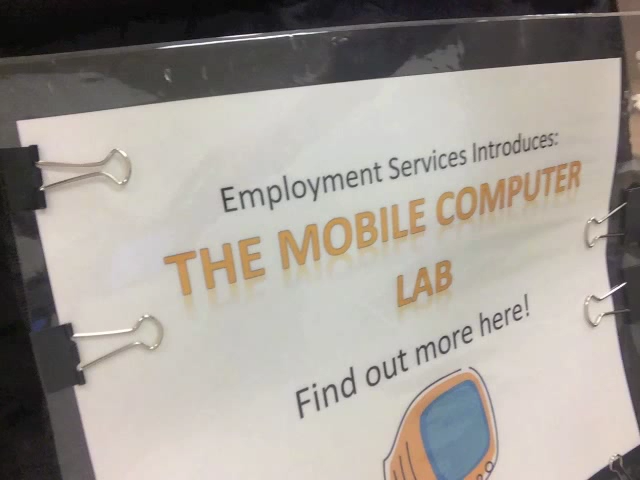 Employment Services Introduces:
THE MOBILE COMPUTER
LAB
Find out more here!